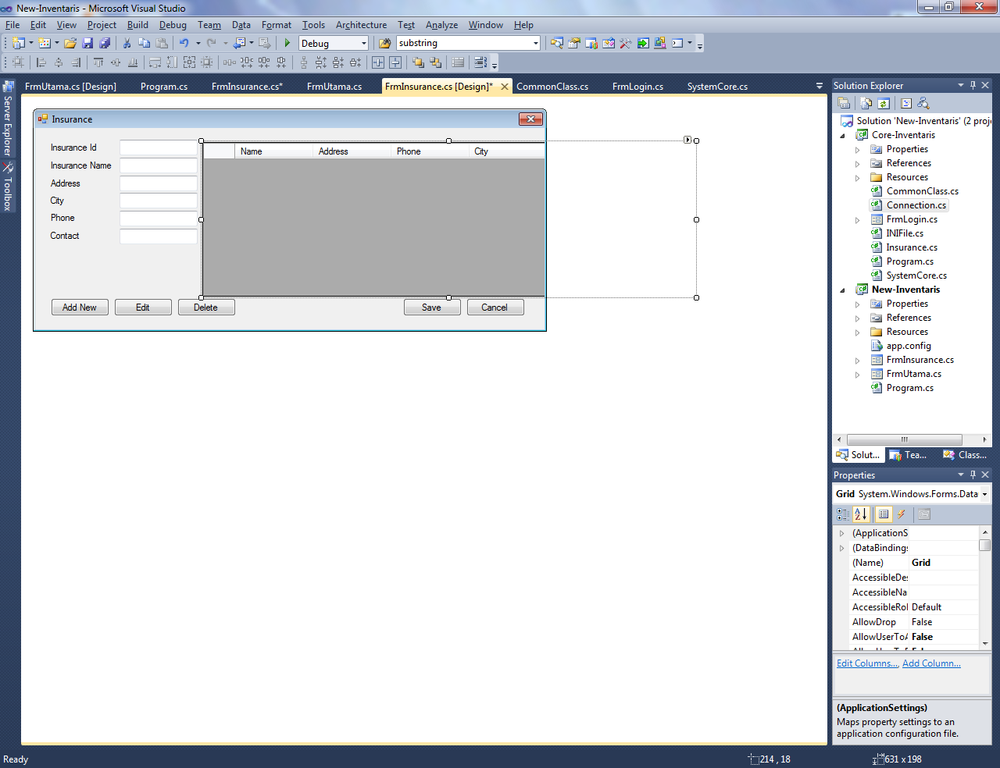 New-Inventaris - Microsoft Visual Studio
File Edit View Project Build Debug Team Data Format Tools Architecture Test Analyze Window Help
Debug substring
FrmUtama.cs [Design] Program.cs FrmInsurance.cs* FrmUtama.cs FrmInsurance.cs [Design]* CommonClass.cs FrmLogin.cs SystemCore.cs
Server Explorer
Toolbox
Insurance
Insurance Id
Insurance Name
Address
City
Phone
Contact
Name Address Phone City
Add New Edit Delete Save Cancel
Solution Explorer
Solution 'New-Inventaris' (2 proj
Core-Inventaris
Properties
References
Resources
CommonClass.cs
Connection.cs
FrmLogin.cs
INIFile.cs
Insurance.cs
Program.cs
SystemCore.cs
New-Inventaris
Properties
References
Resources
app.config
FrmInsurance.cs
FrmUtama.cs
Program.cs
Solut... Tea... Class...
Properties
Grid System.Windows.Forms.Data
(ApplicationS
(DataBindings
(Name) Grid
AccessibleDes
AccessibleNa
AccessibleRol Default
AllowDrop False
AllowUserToA False
Edit Columns..., Add Column...
(ApplicationSettings)
Maps property settings to an
application configuration file.
Ready 214 , 18 631 x 198